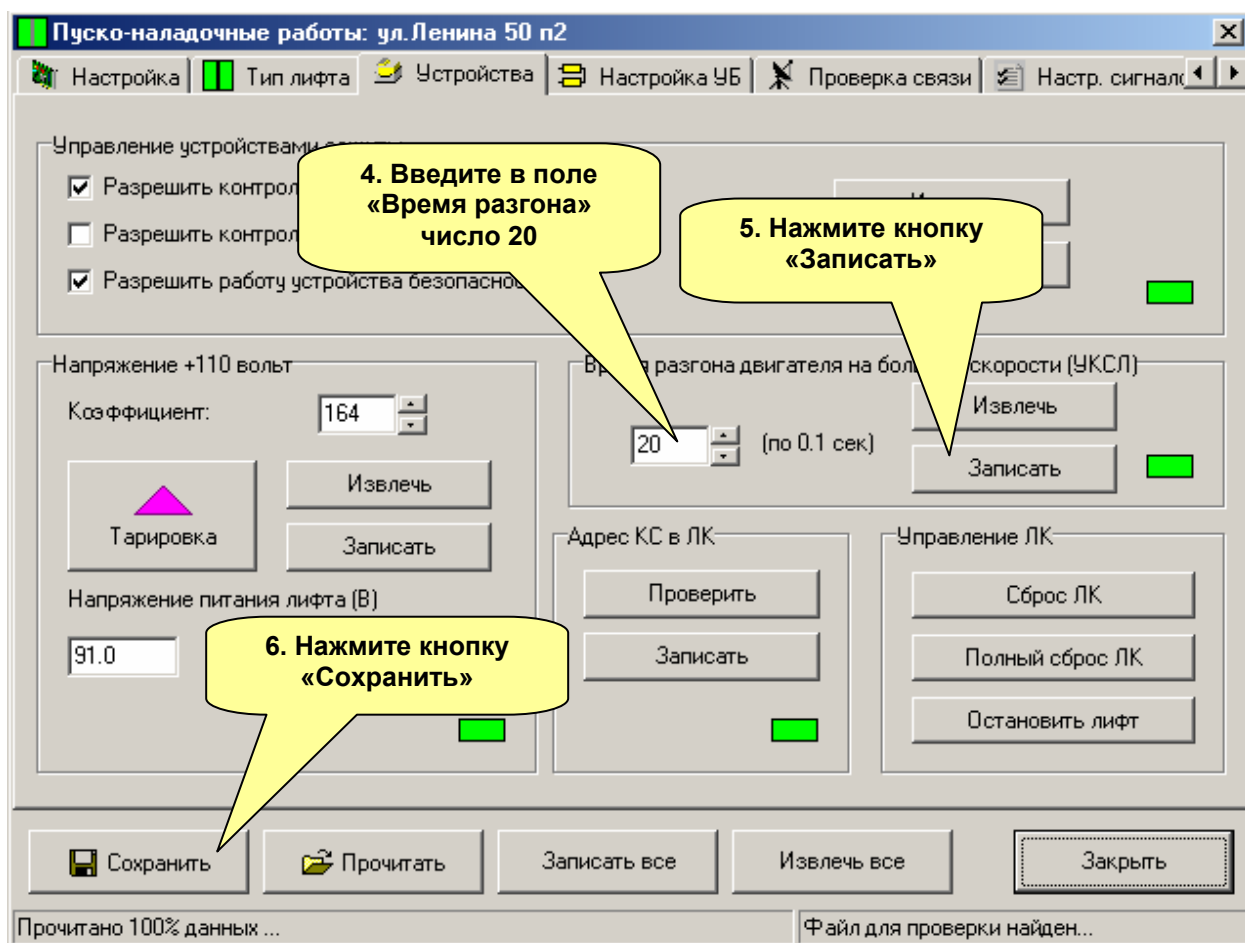 Пуско-наладочные работы: ул.Ленина 50 п2
Настройка Тип лифта Устройства Настройка УБ Проверка связи Настр.
Управление устройствами
Разрешить
Разрешить
Разрешить работу устройства
4. Введите в поле
«Время разгона»
число 20
5. Нажмите кнопку
«Записать»
Напряжение +110 вольт
Коэффициент: 164
Тарировка
Извлечь
Записать
Напряжение питания лифта (В)
91.0
6. Нажмите кнопку
«Сохранить»
разгона двигателя на скорости (УКСЛ)
20 (по 0.1 сек)
Извлечь
Записать
Адрес КС в ЛК
Проверить
Записать
Управление ЛК
Сброс ЛК
Полный сброс ЛК
Остановить лифт
Сохранить Прочитать Записать все Извлечь все Закрыть
Прочитано 100% данных ... Файл для проверки найден...